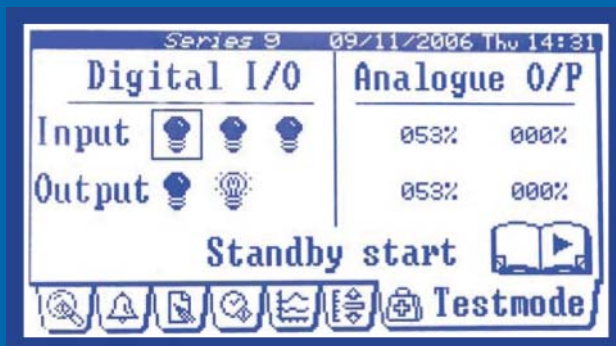 Series 9 09/11/2006 Thu 14:31
Digital I/O Analogue O/P
Input 053% 000%
Output 053% 000%
Standby start
Testmode